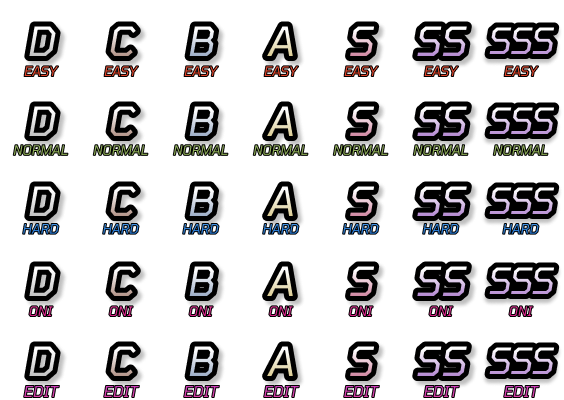 D C B A S SS SSS
EASY EASY EASY EASY EASY EASY EASY
D C B A S SS SSS
NORMAL NORMAL NORMAL NORMAL NORMAL NORMAL NORMAL
D C B A S SS SSS
HARD HARD HARD HARD HARD HARD HARD
D C B A S SS SSS
ONI ONI ONI ONI ONI ONI ONI
D C B A S SS SSS
EDIT EDIT EDIT EDIT EDIT EDIT EDIT